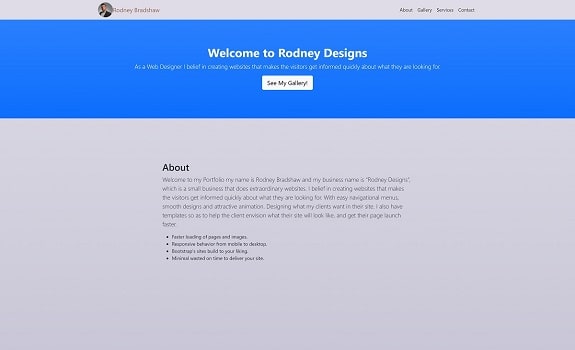 Rodney Bradshaw
About Gallery Services Contact
Welcome to Rodney Designs
As a Web Designer I belief in creating websites that makes the visitors get informed quickly about what they are looking for.
See My Gallery!
About
Welcome to my Portfolio my name is Rodney Bradshaw and my business name is "Rodney Designs",
which is a small business that does extraordinary websites. I belief in creating websites that makes
the visitors get informed quickly about what they are looking for. With easy navigational menus,
smooth designs and attractive animation. Designing what my clients want in their site. I also have
templates so as to help the client envision what their site will look like, and get their page launch
faster.
Faster loading of pages and images.
Responsive behavior from mobile to desktop.
Bootstrap's sites build to your liking.
Minimal wasted on time to deliver your site.